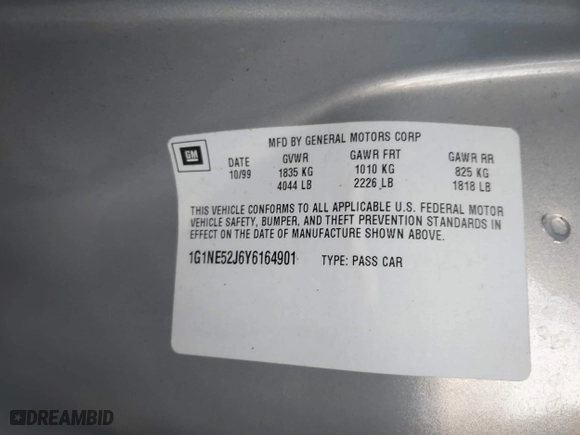 GM
MFD BY GENERAL MOTORS CORP
DATE GVWR GAWR FRT GAWR RR
10/99 1835 KG 1010 KG 825 KG
4044 LB 2226 LB 1818 LB
THIS VEHICLE CONFORMS TO ALL APPLICABLE U.S. FEDERAL MOTOR
VEHICLE SAFETY, BUMPER, AND THEFT PREVENTION STANDARDS IN
EFFECT ON THE DATE OF MANUFACTURE SHOWN ABOVE.
1G1NE52J6Y6164901 TYPE: PASS CAR
DREAMBID